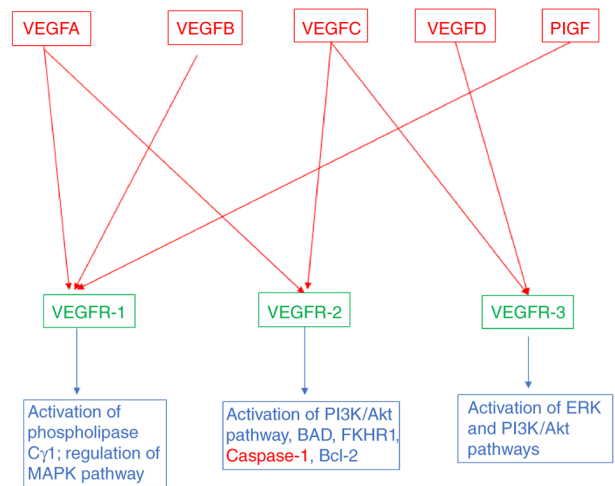 VEGFA
VEGFB
VEGFC
VEGFD
PIGF
VEGFR-1
VEGFR-2
VEGFR-3
Activation of
phospholipase
Cγ1; regulation of
MAPK pathway
Activation of PI3K/Akt
pathway, BAD, FKHR1,
Caspase-1, Bcl-2
Activation of ERK
and PI3K/Akt
pathways